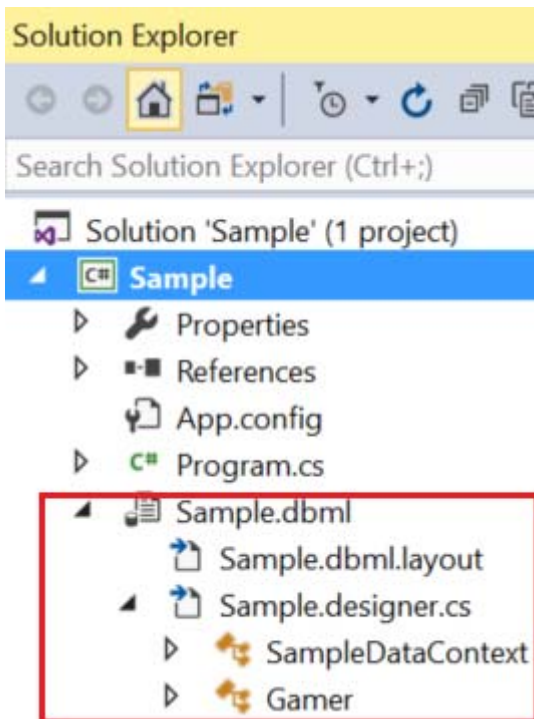 Solution Explorer
Search Solution Explorer (Ctrl+;)
Solution 'Sample' (1 project)
C# Sample
Properties
References
App.config
C# Program.cs
Sample.dbml
Sample.dbml.layout
Sample.designer.cs
SampleDataContext
Gamer